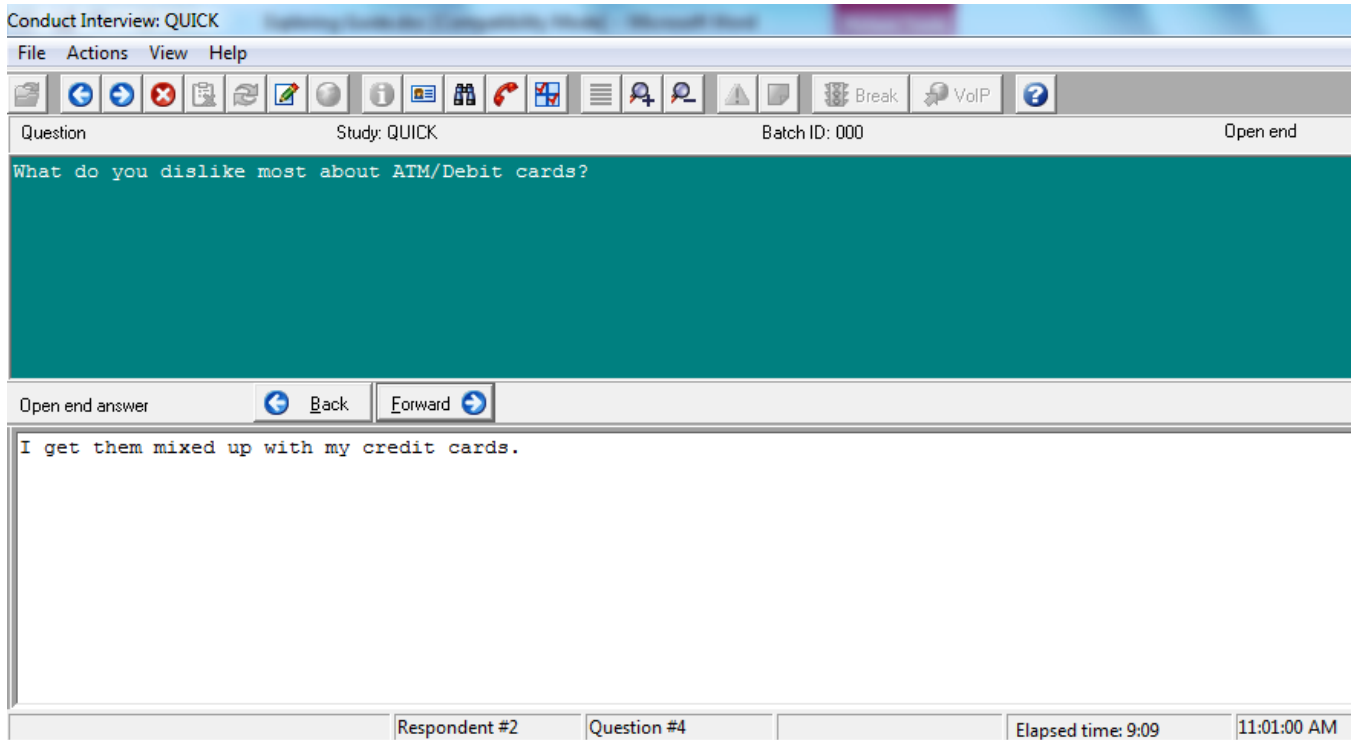 Conduct Interview: QUICK
File Actions View Help
Break VoIP
Question Study: QUICK Batch ID: 000 Open end
What do you dislike most about ATM/Debit cards?
Open end answer Back Forward
I get them mixed up with my credit cards.
Respondent #2 Question #4 Elapsed time: 9:09 11:01:00 AM